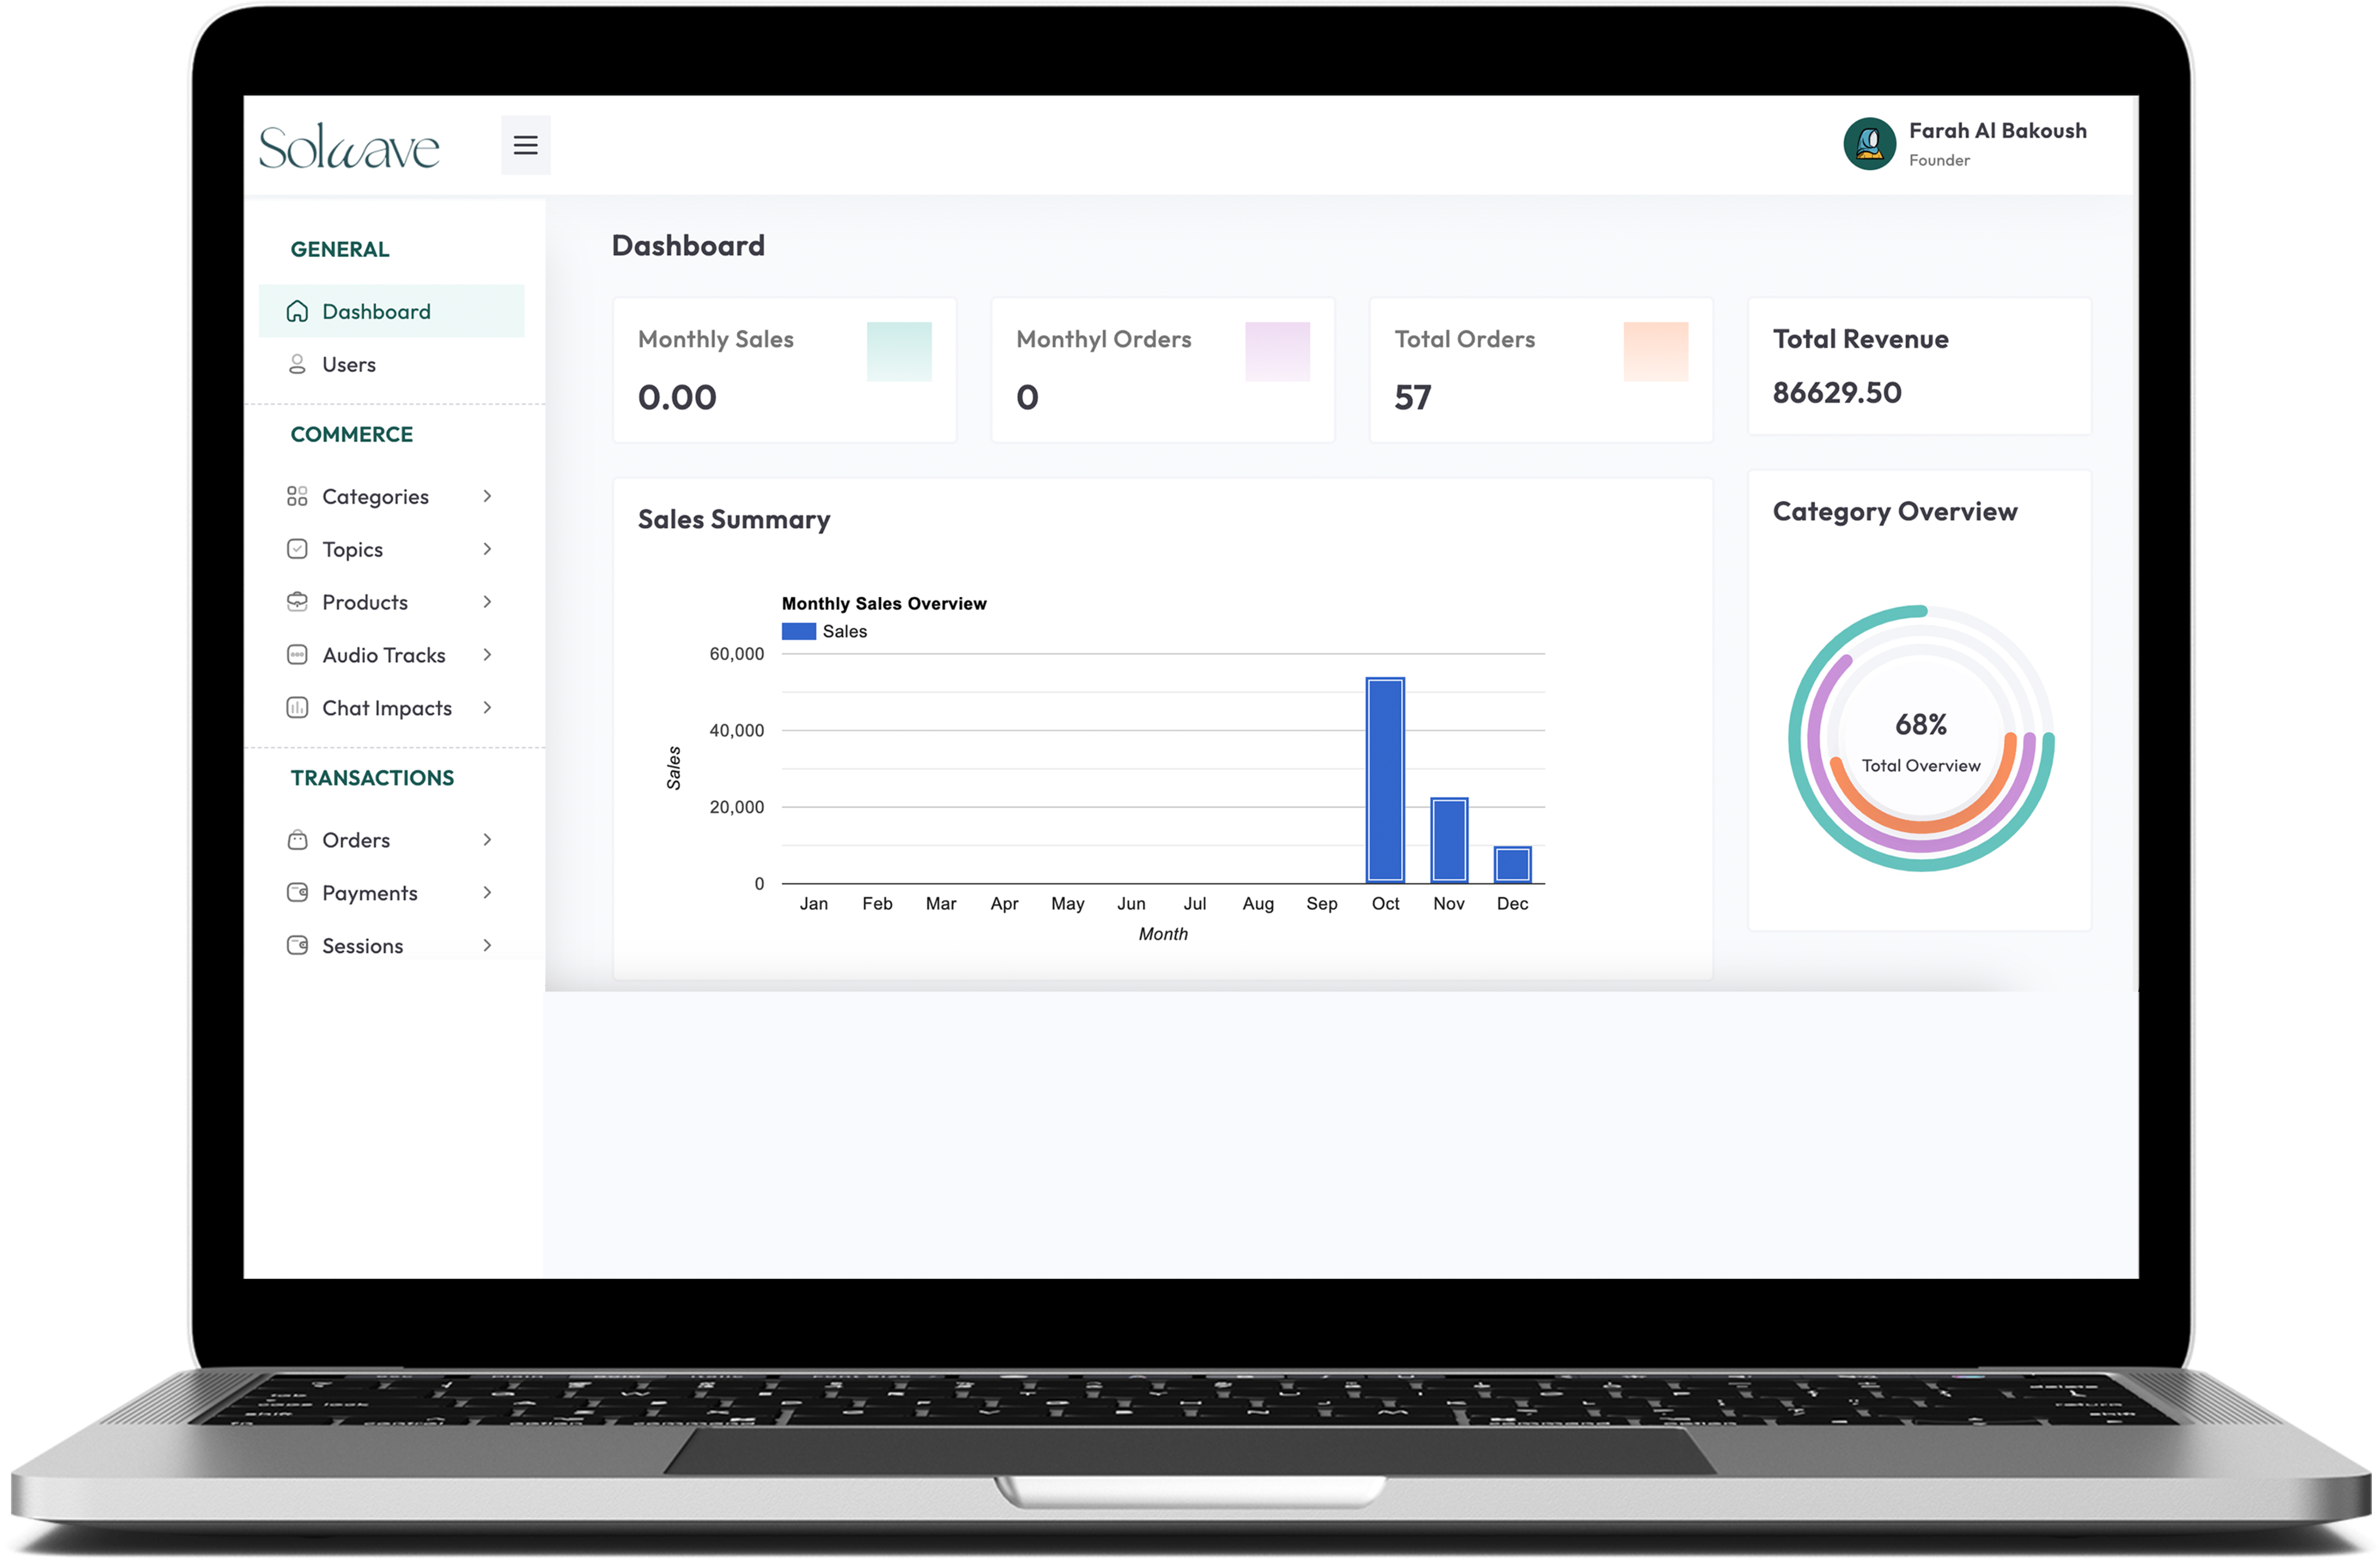 Solwave
Farah Al Bakoush
Founder
GENERAL
Dashboard
Users
COMMERCE
Categories
Topics
Products
Audio Tracks
Chat Impacts
TRANSACTIONS
Orders
Payments
Sessions
Dashboard
Monthly Sales
0.00
Monthyl Orders
0
Total Orders
57
Total Revenue
86629.50
Sales Summary
Monthly Sales Overview
Sales
60,000
40,000
20,000
0
Sales
Jan Feb Mar Apr May Jun Jul Aug Sep Oct Nov Dec
Month
Category Overview
68%
Total Overview